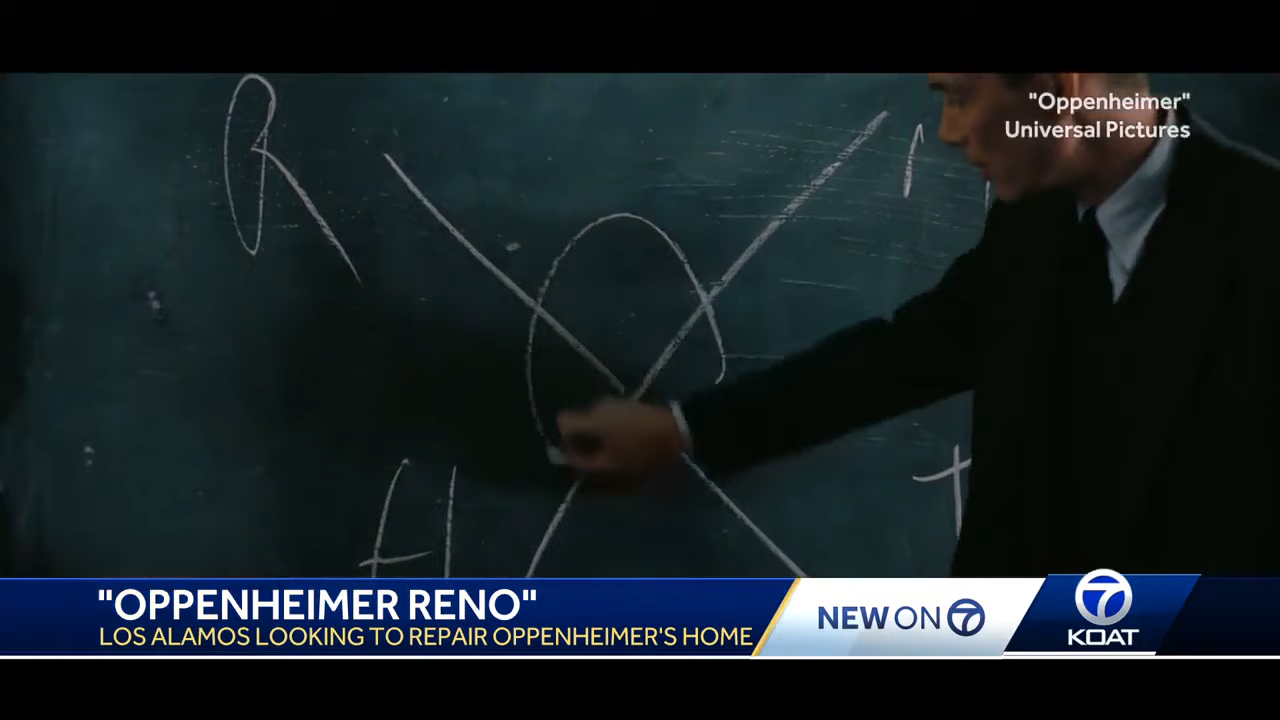 "Oppenheimer"
Universal Pictures
R
H
"OPPENHEIMER RENO"
LOS ALAMOS LOOKING TO REPAIR OPPENHEIMER'S HOME
NEW ON 7
7
KOAT